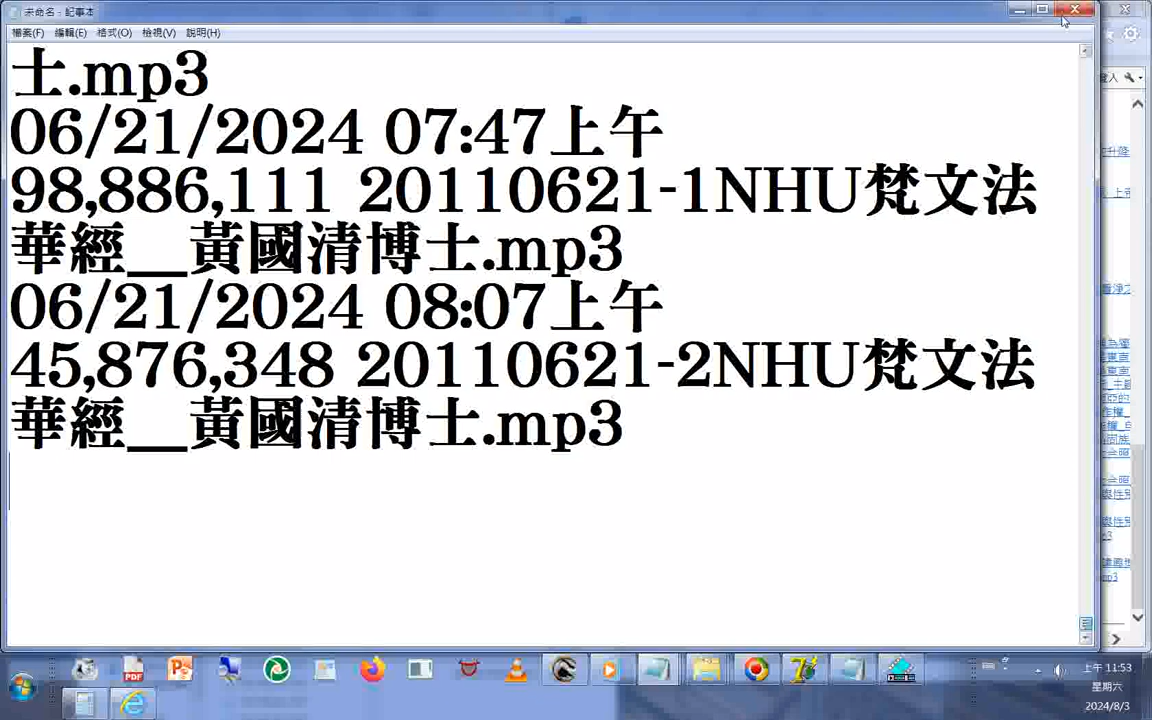 未命名 - 記事本
檔案(F) 編輯(E) 格式(O) 檢視(V) 說明(H)
士.mp3
06/21/2024 07:47上午
98,886,111 20110621-1NHU梵文法
華經__黃國清博士.mp3
06/21/2024 08:07上午
45,876,348 20110621-2NHU梵文法
華經__黃國清博士.mp3
上午 11:53
星期六
2024/8/3